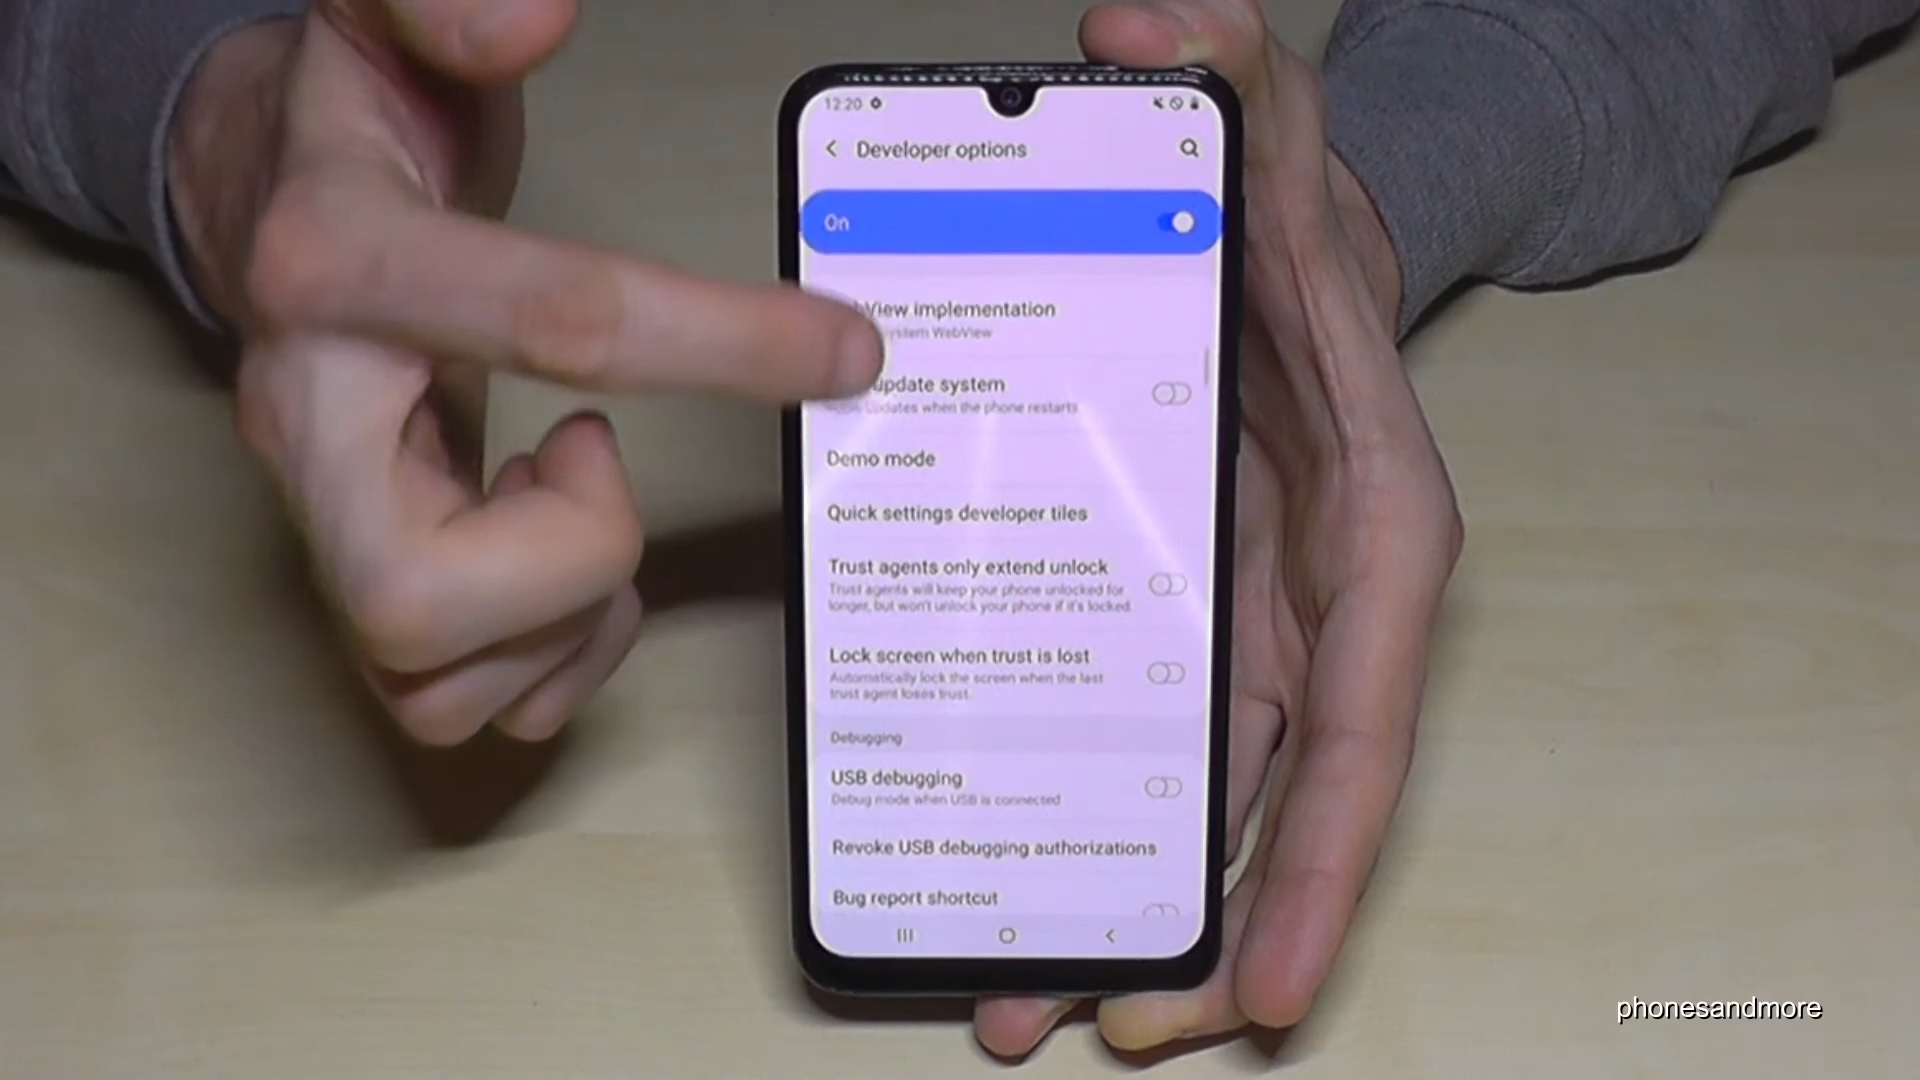 12:20
Developer options
On
View implementation
ystem WebView
update system
Updates when the phone restarts
Demo mode
Quick settings developer tiles
Trust agents only extend unlock
Trust agents will keep your phone unlocked for
longer, but won't unlock your phone if it's locked.
Lock screen when trust is lost
Automatically lock the screen when the last
trust agent loses trust.
Debugging
USB debugging
Debug mode when USB is connected
Revoke USB debugging authorizations
Bug report shortcut
phonesandmore